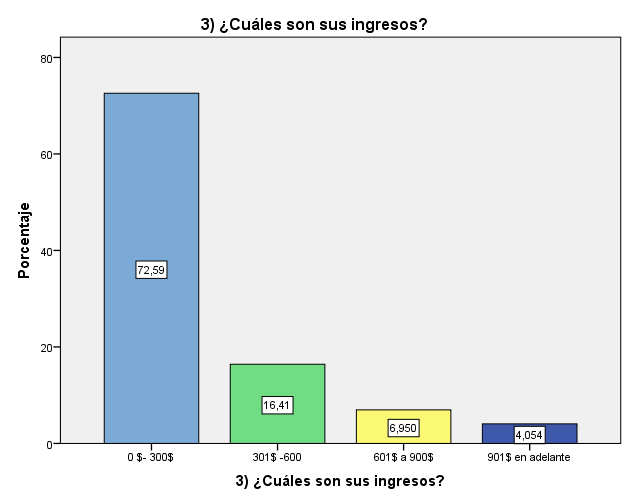 3) ¿Cuáles son sus ingresos?
80
60
40
20
0
Porcentaje
72,59
16,41
6,950
4,054
0 $- 300$
301$ -600
601$ a 900$
901$ en adelante
3) ¿Cuáles son sus ingresos?